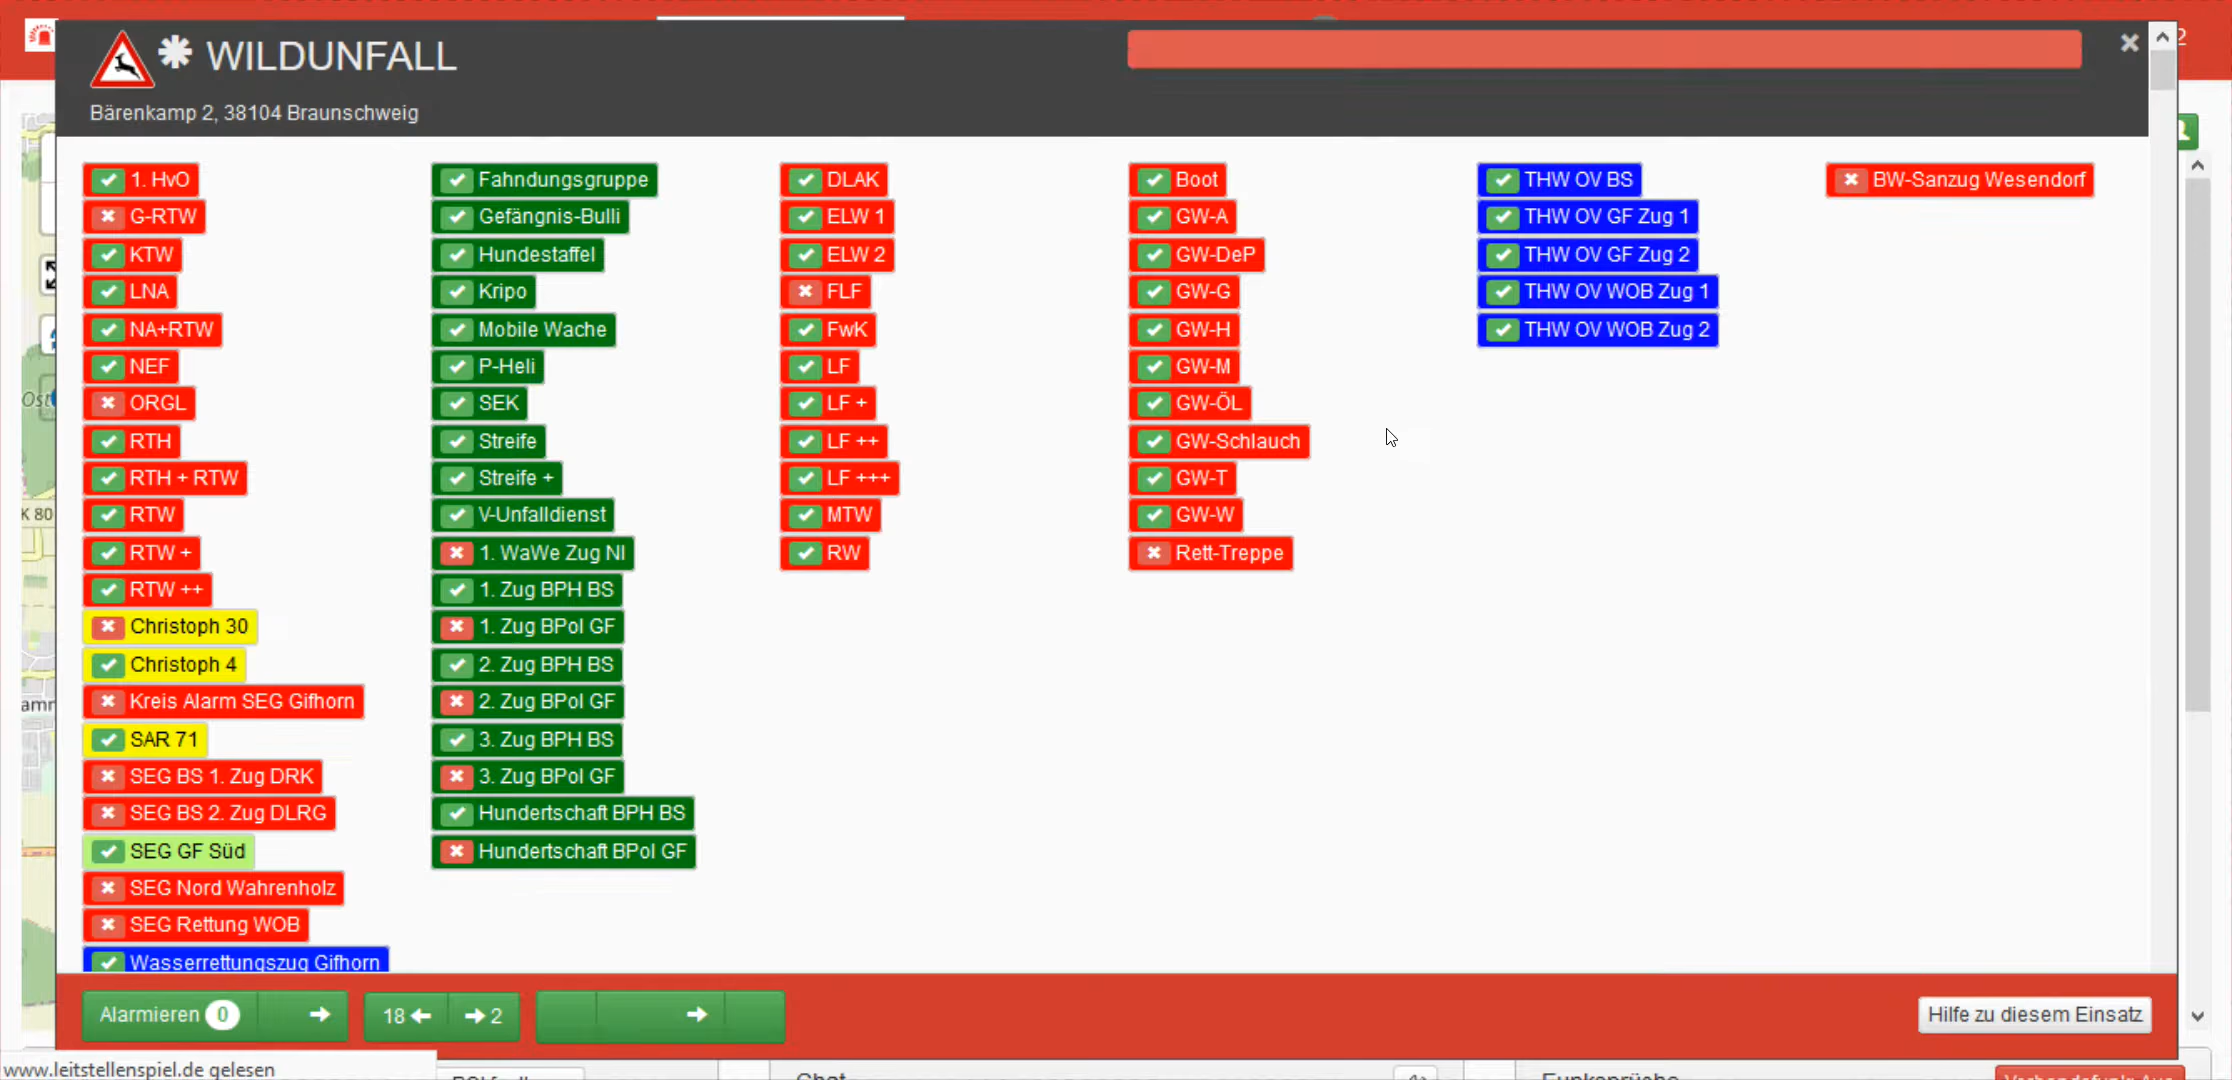 WILDUNFALL
Bärenkamp 2, 38104 Braunschweig
1. HvO
G-RTW
KTW
LNA
NA+RTW
NEF
ORGL
RTH
RTH + RTW
RTW
RTW +
RTW ++
Christoph 30
Christoph 4
Kreis Alarm SEG Gifhorn
SAR 71
SEG BS 1. Zug DRK
SEG BS 2. Zug DLRG
SEG GF Süd
SEG Nord Wahrenholz
SEG Rettung WOB
Wasserrettungszug Gifhorn
Fahndungsgruppe
Gefängnis-Bulli
Hundestaffel
Kripo
Mobile Wache
P-Heli
SEK
Streife
Streife +
V-Unfalldienst
1. WaWe Zug NI
1. Zug BPH BS
1. Zug BPol GF
2. Zug BPH BS
2. Zug BPol GF
3. Zug BPH BS
3. Zug BPol GF
Hundertschaft BPH BS
Hundertschaft BPol GF
DLAK
ELW 1
ELW 2
FLF
FwK
LF
LF +
LF ++
LF +++
MTW
RW
Boot
GW-A
GW-DeP
GW-G
GW-H
GW-M
GW-ÖL
GW-Schlauch
GW-T
GW-W
Rett-Treppe
THW OV BS
THW OV GF Zug 1
THW OV GF Zug 2
THW OV WOB Zug 1
THW OV WOB Zug 2
BW-Sanzug Wesendorf
Ost
K 80
Alarmieren 0
18
2
Hilfe zu diesem Einsatz
www.leitstellenspiel.de gelesen
Chat
Funksprüche